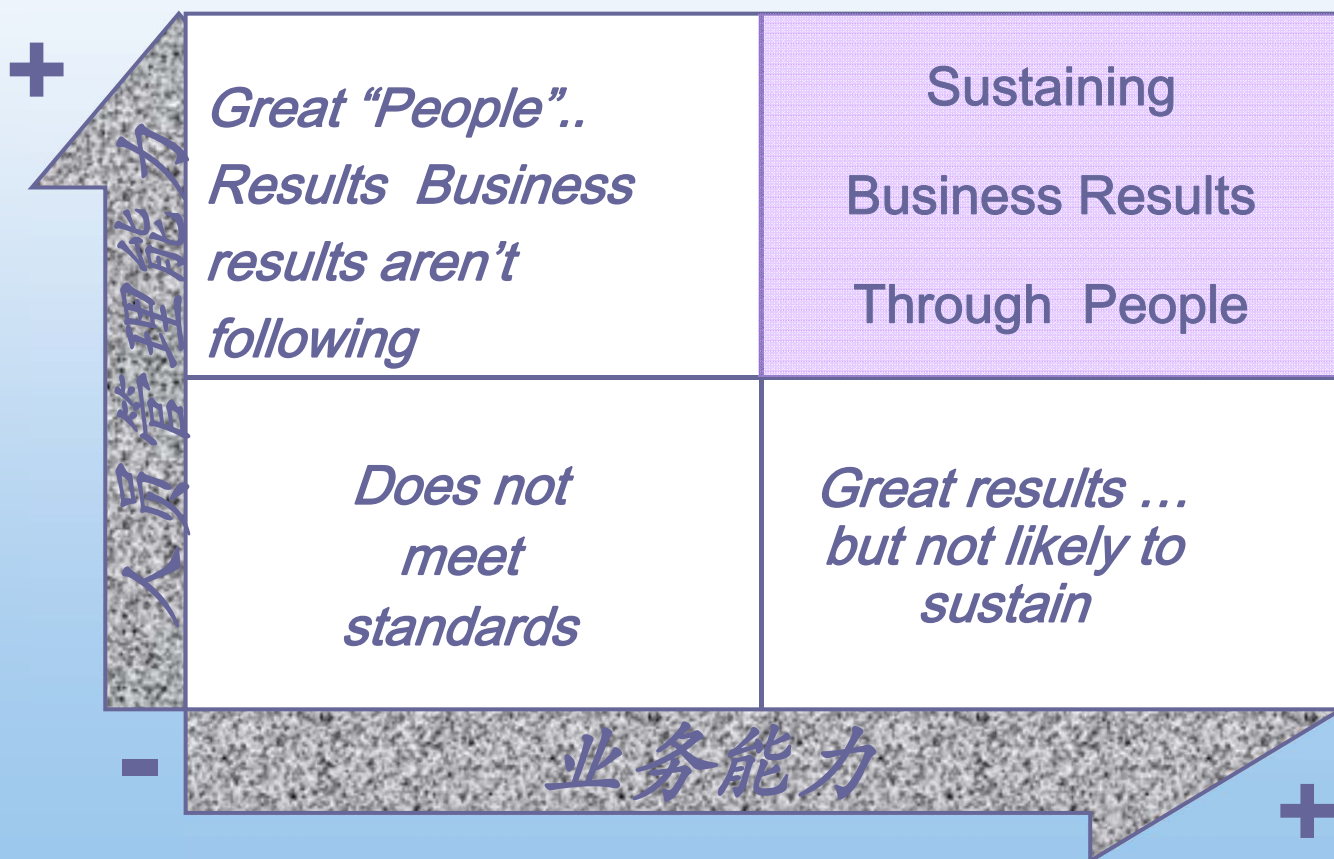 +
Great “People”..
Results Business
results aren’t
following
Sustaining
Business Results
Through People
人员管理能力
Does not
meet
standards
Great results …
but not likely to
sustain
-
业务能力
+